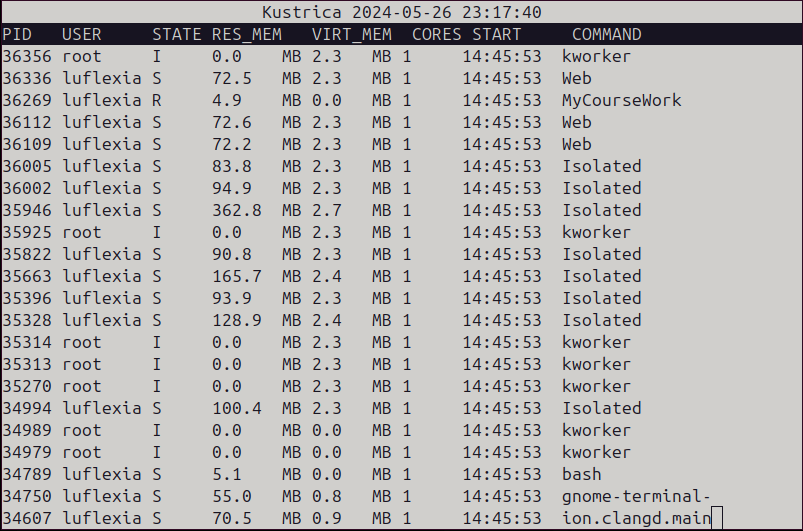 Kustrica 2024-05-26 23:17:40
PID USER STATE RES_MEM VIRT_MEM CORES START COMMAND
36356 root I 0.0 MB 2.3 MB 1 14:45:53 kworker
36336 luflexia S 72.5 MB 2.3 MB 1 14:45:53 Web
36269 luflexia R 4.9 MB 0.0 MB 1 14:45:53 MyCourseWork
36112 luflexia S 72.6 MB 2.3 MB 1 14:45:53 Web
36109 luflexia S 72.2 MB 2.3 MB 1 14:45:53 Web
36005 luflexia S 83.8 MB 2.3 MB 1 14:45:53 Isolated
36002 luflexia S 94.9 MB 2.3 MB 1 14:45:53 Isolated
35946 luflexia S 362.8 MB 2.7 MB 1 14:45:53 Isolated
35925 root I 0.0 MB 2.3 MB 1 14:45:53 kworker
35822 luflexia S 90.8 MB 2.3 MB 1 14:45:53 Isolated
35663 luflexia S 165.7 MB 2.4 MB 1 14:45:53 Isolated
35396 luflexia S 93.9 MB 2.3 MB 1 14:45:53 Isolated
35328 luflexia S 128.9 MB 2.4 MB 1 14:45:53 Isolated
35314 root I 0.0 MB 2.3 MB 1 14:45:53 kworker
35313 root I 0.0 MB 2.3 MB 1 14:45:53 kworker
35270 root I 0.0 MB 2.3 MB 1 14:45:53 kworker
34994 luflexia S 100.4 MB 2.3 MB 1 14:45:53 Isolated
34989 root I 0.0 MB 0.0 MB 1 14:45:53 kworker
34979 root I 0.0 MB 0.0 MB 1 14:45:53 kworker
34789 luflexia S 5.1 MB 0.0 MB 1 14:45:53 bash
34750 luflexia S 55.0 MB 0.8 MB 1 14:45:53 gnome-terminal-
34607 luflexia S 70.5 MB 0.9 MB 1 14:45:53 ion.clangd.main